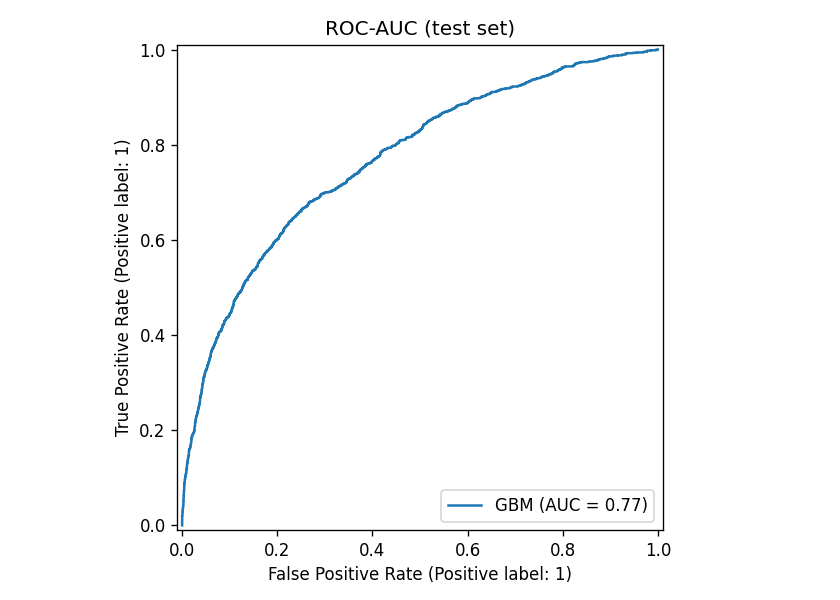 ROC-AUC (test set)
True Positive Rate (Positive label: 1)
1.0
0.8
0.6
0.4
0.2
0.0
GBM (AUC = 0.77)
0.0 0.2 0.4 0.6 0.8 1.0
False Positive Rate (Positive label: 1)